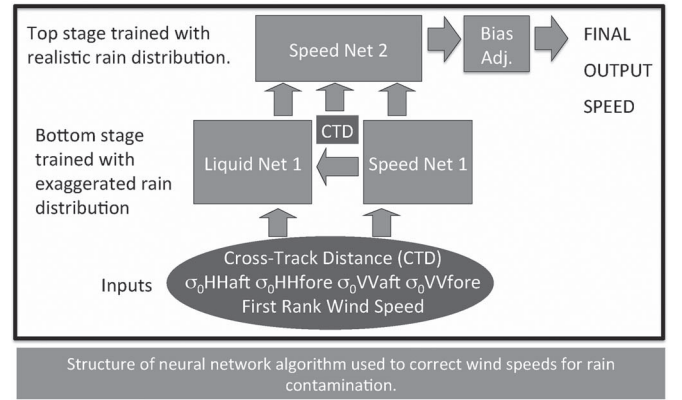 Top stage trained with
realistic rain distribution.
Speed Net 2
Bias
Adj.
FINAL
OUTPUT
SPEED
Bottom stage
trained with
exaggerated rain
distribution
Liquid Net 1
CTD
Speed Net 1
Inputs
Cross-Track Distance (CTD)
σ₀HHaft σ₀HHfore σ₀VVaft σ₀VVfore
First Rank Wind Speed
Structure of neural network algorithm used to correct wind speeds for rain
contamination.